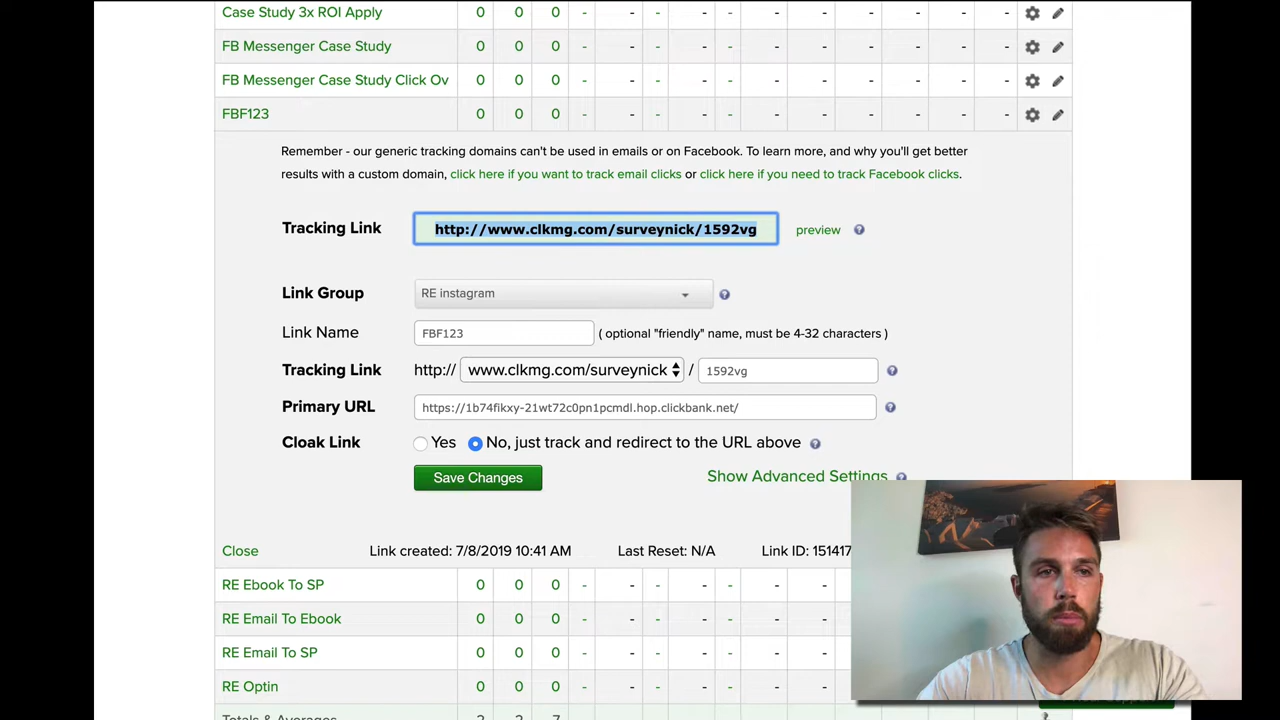 Case Study 3x ROI Apply 0 0 0 - - - - - - - - - -
FB Messenger Case Study 0 0 0 - - - - - - - - - -
FB Messenger Case Study Click Ov 0 0 0 - - - - - - - - - -
FBF123 0 0 0 - - - - - - - - - -
Remember - our generic tracking domains can't be used in emails or on Facebook. To learn more, and why you'll get better
results with a custom domain, click here if you want to track email clicks or click here if you need to track Facebook clicks.
Tracking Link http://www.clkmg.com/surveynick/1592vg preview ?
Link Group RE instagram ?
Link Name FBF123 ( optional "friendly" name, must be 4-32 characters )
Tracking Link http:// www.clkmg.com/surveynick / 1592vg ?
Primary URL https://1b74fikxy-21wt72c0pn1pcmdl.hop.clickbank.net/ ?
Cloak Link Yes No, just track and redirect to the URL above ?
Save Changes Show Advanced Settings ?
Close Link created: 7/8/2019 10:41 AM Last Reset: N/A Link ID: 151417
RE Ebook To SP 0 0 0 - - - - - -
RE Email To Ebook 0 0 0 - - - - - -
RE Email To SP 0 0 0 - - - - - -
RE Optin 0 0 0 - - - - - -
Totals & Averages